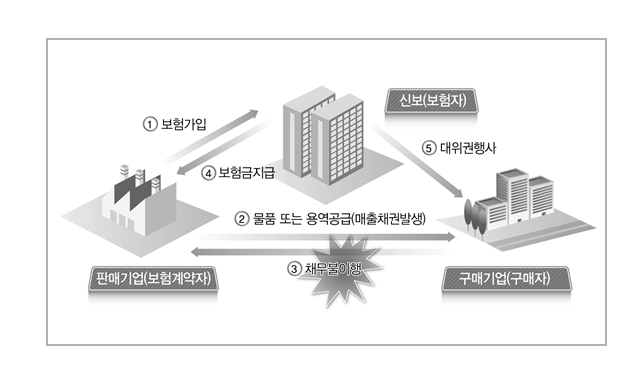 신보(보험자)
① 보험가입
⑤ 대위권행사
④ 보험금지급
② 물품 또는 용역공급(매출채권발생)
③ 채무불이행
판매기업(보험계약자)
구매기업(구매자)